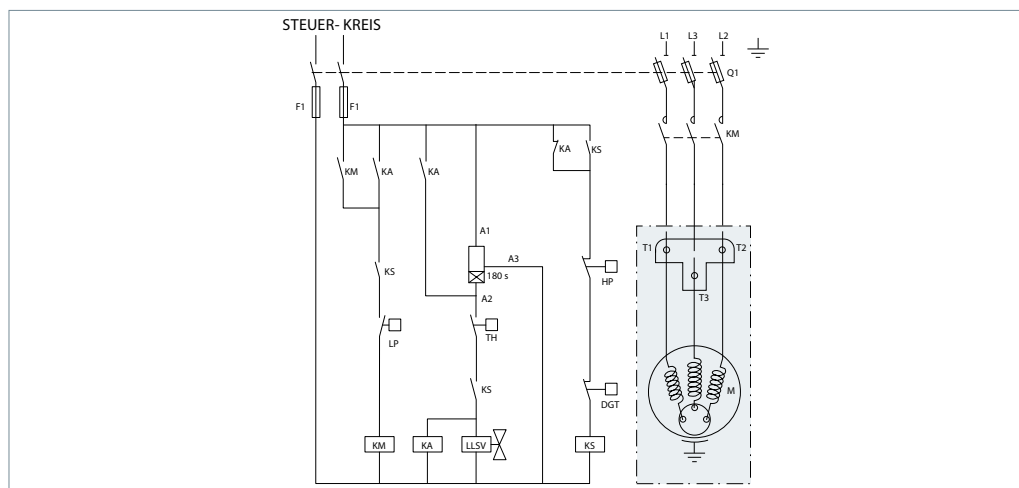 STEUER- KREIS
L1 L3 L2
Q1
F1 F1
KM
KA KS
KM KA KA
A1
T1 T2
A3
KS
180 s
HP
A2
T3
TH
LP
KS
M
DGT
KM KA LLSV KS